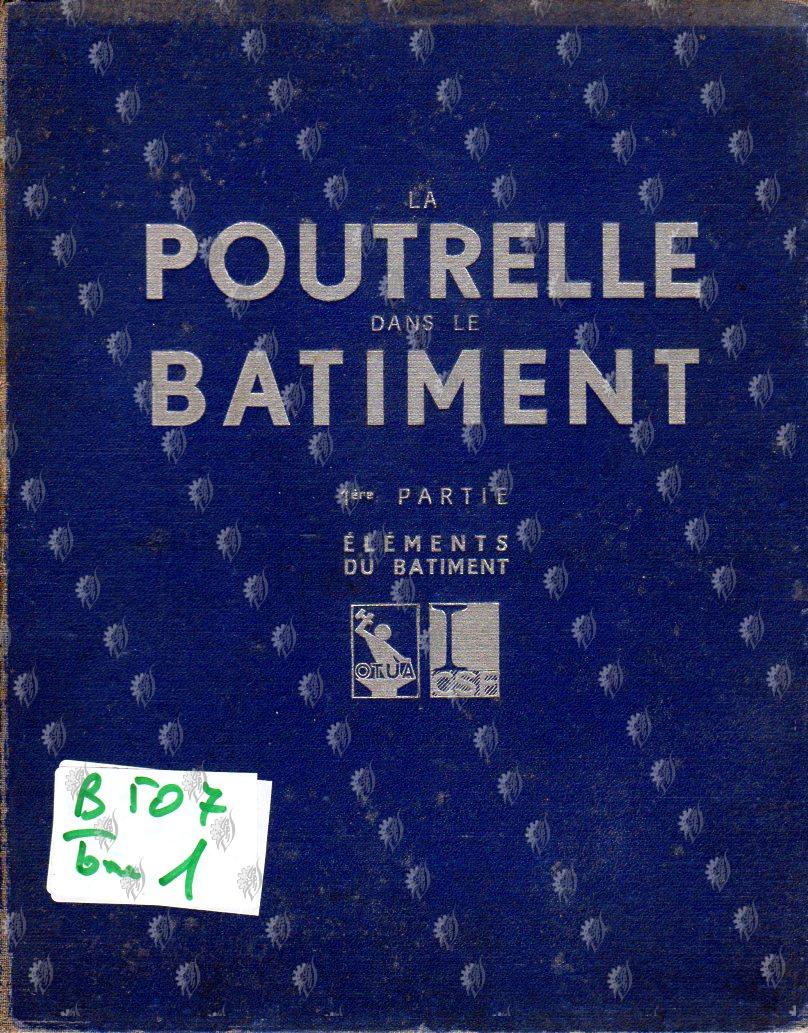 LA
POUTRELLE
DANS LE
BATIMENT
1ère PARTIE
ÉLÉMENTS
DU BATIMENT
OTUA
B 507
1